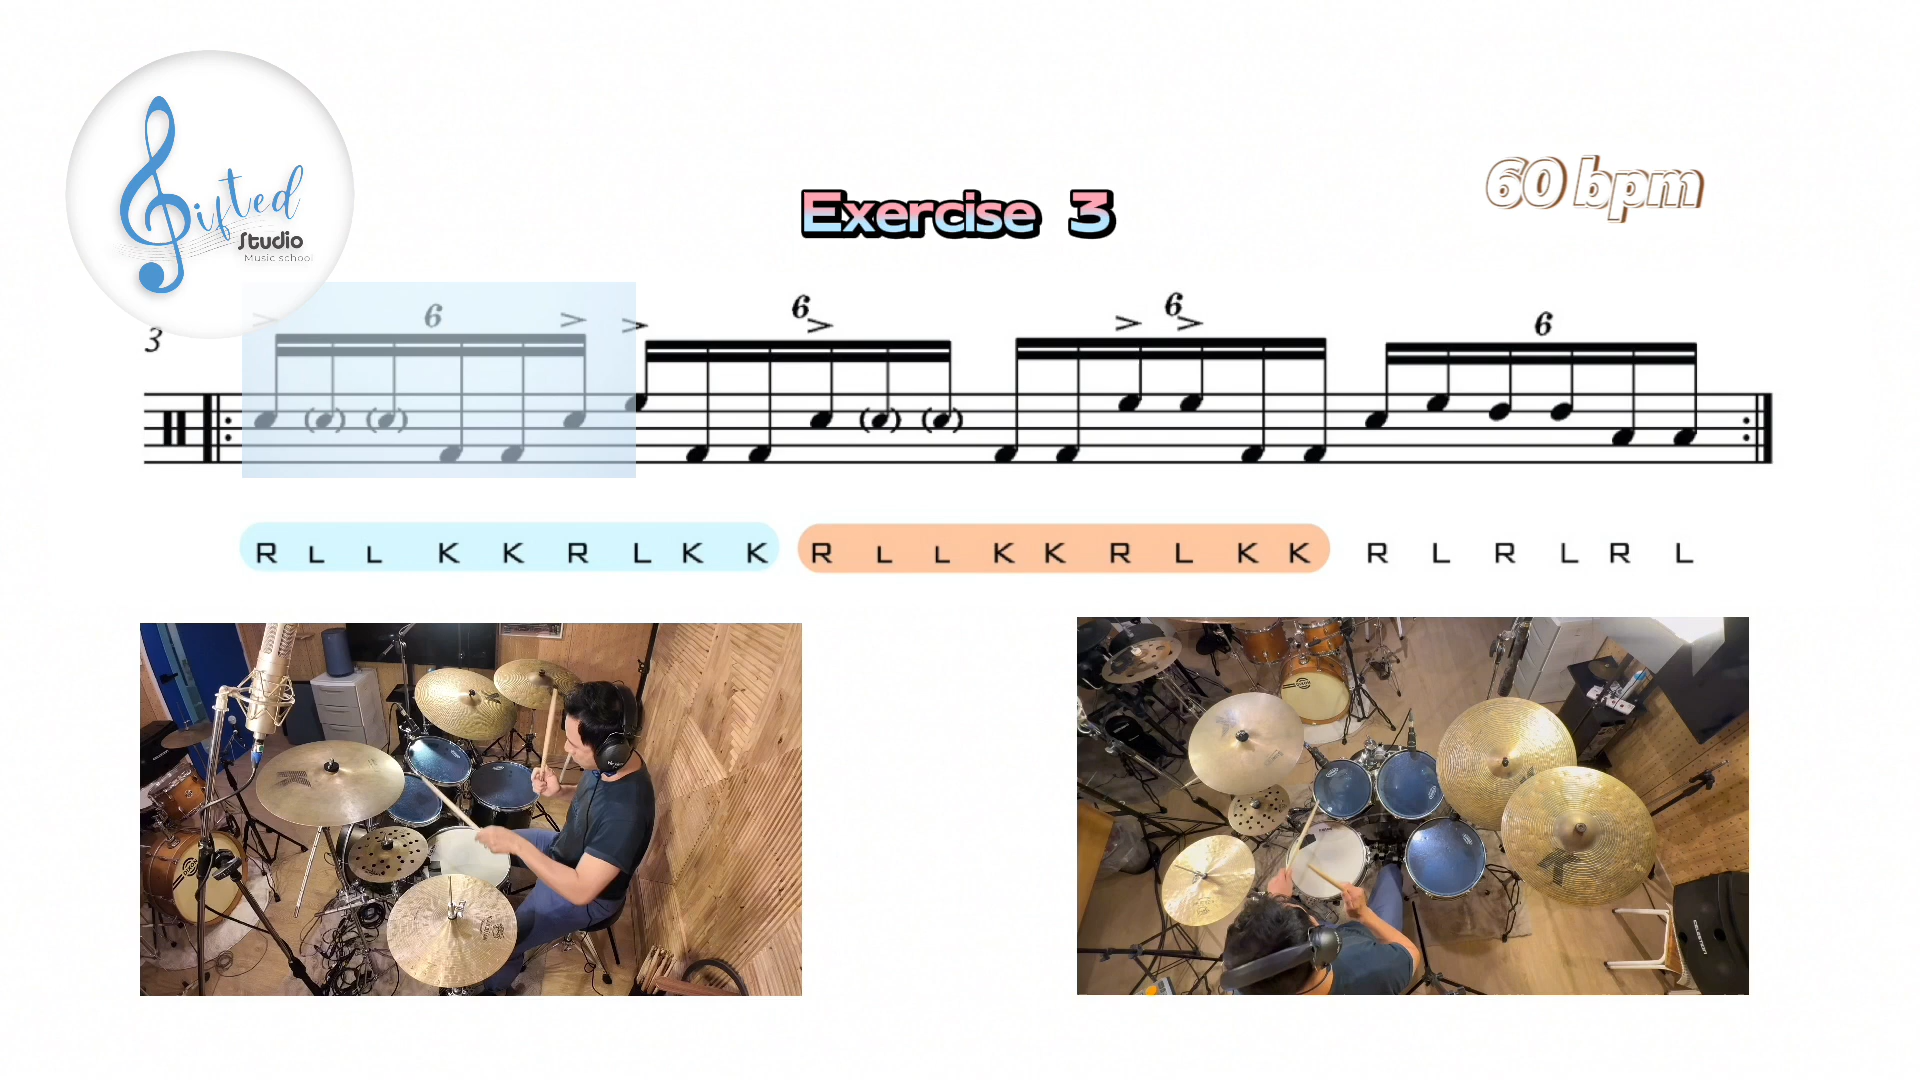 Gifted
Studio
Music school
Exercise 3
60 bpm
6 6 6 6
3
R L L K K R L K K R L L K K R L K K R L R L R L